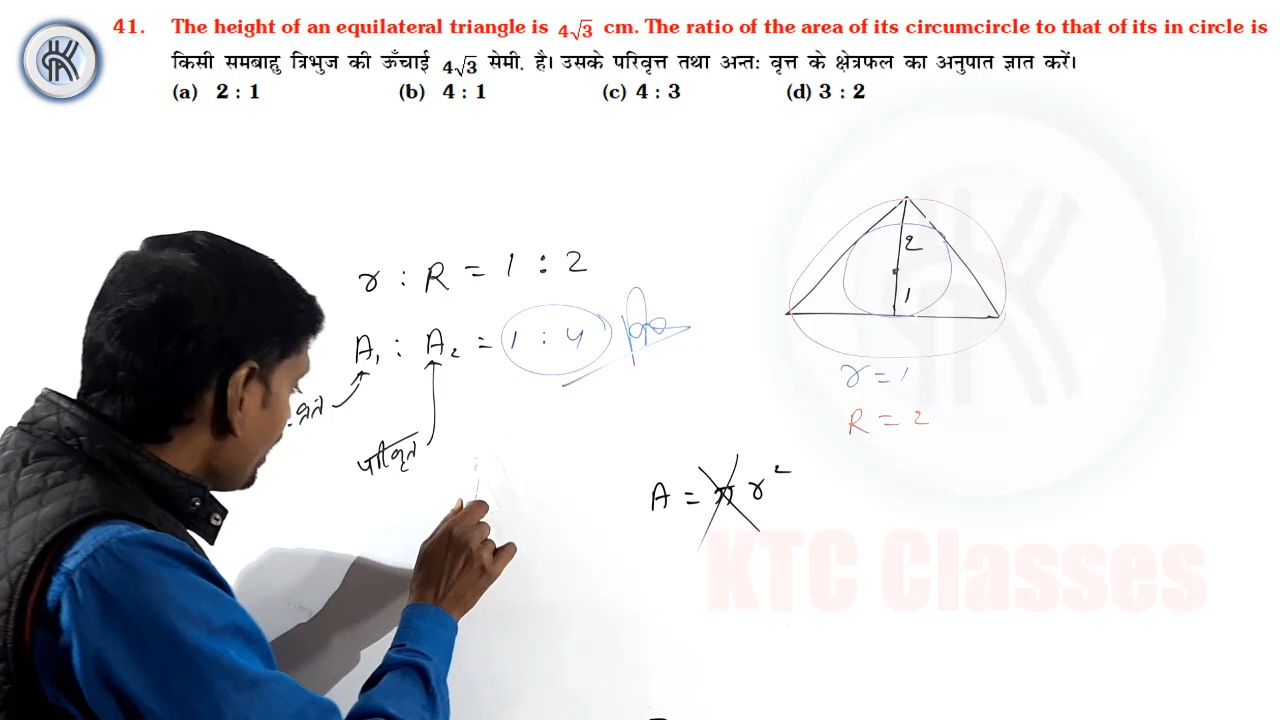 41. The height of an equilateral triangle is 4√3 cm. The ratio of the area of its circumcircle to that of its in circle is
किसी समबाहु त्रिभुज की ऊँचाई 4√3 सेमी. है। उसके परिवृत्त तथा अन्तः वृत्त के क्षेत्रफल का अनुपात ज्ञात करें।
(a) 2 : 1 (b) 4 : 1 (c) 4 : 3 (d) 3 : 2
r : R = 1 : 2
A₁ : A₂ = 1 : 4
2
1
r = 1
R = 2
A = π r²
KTC Classes